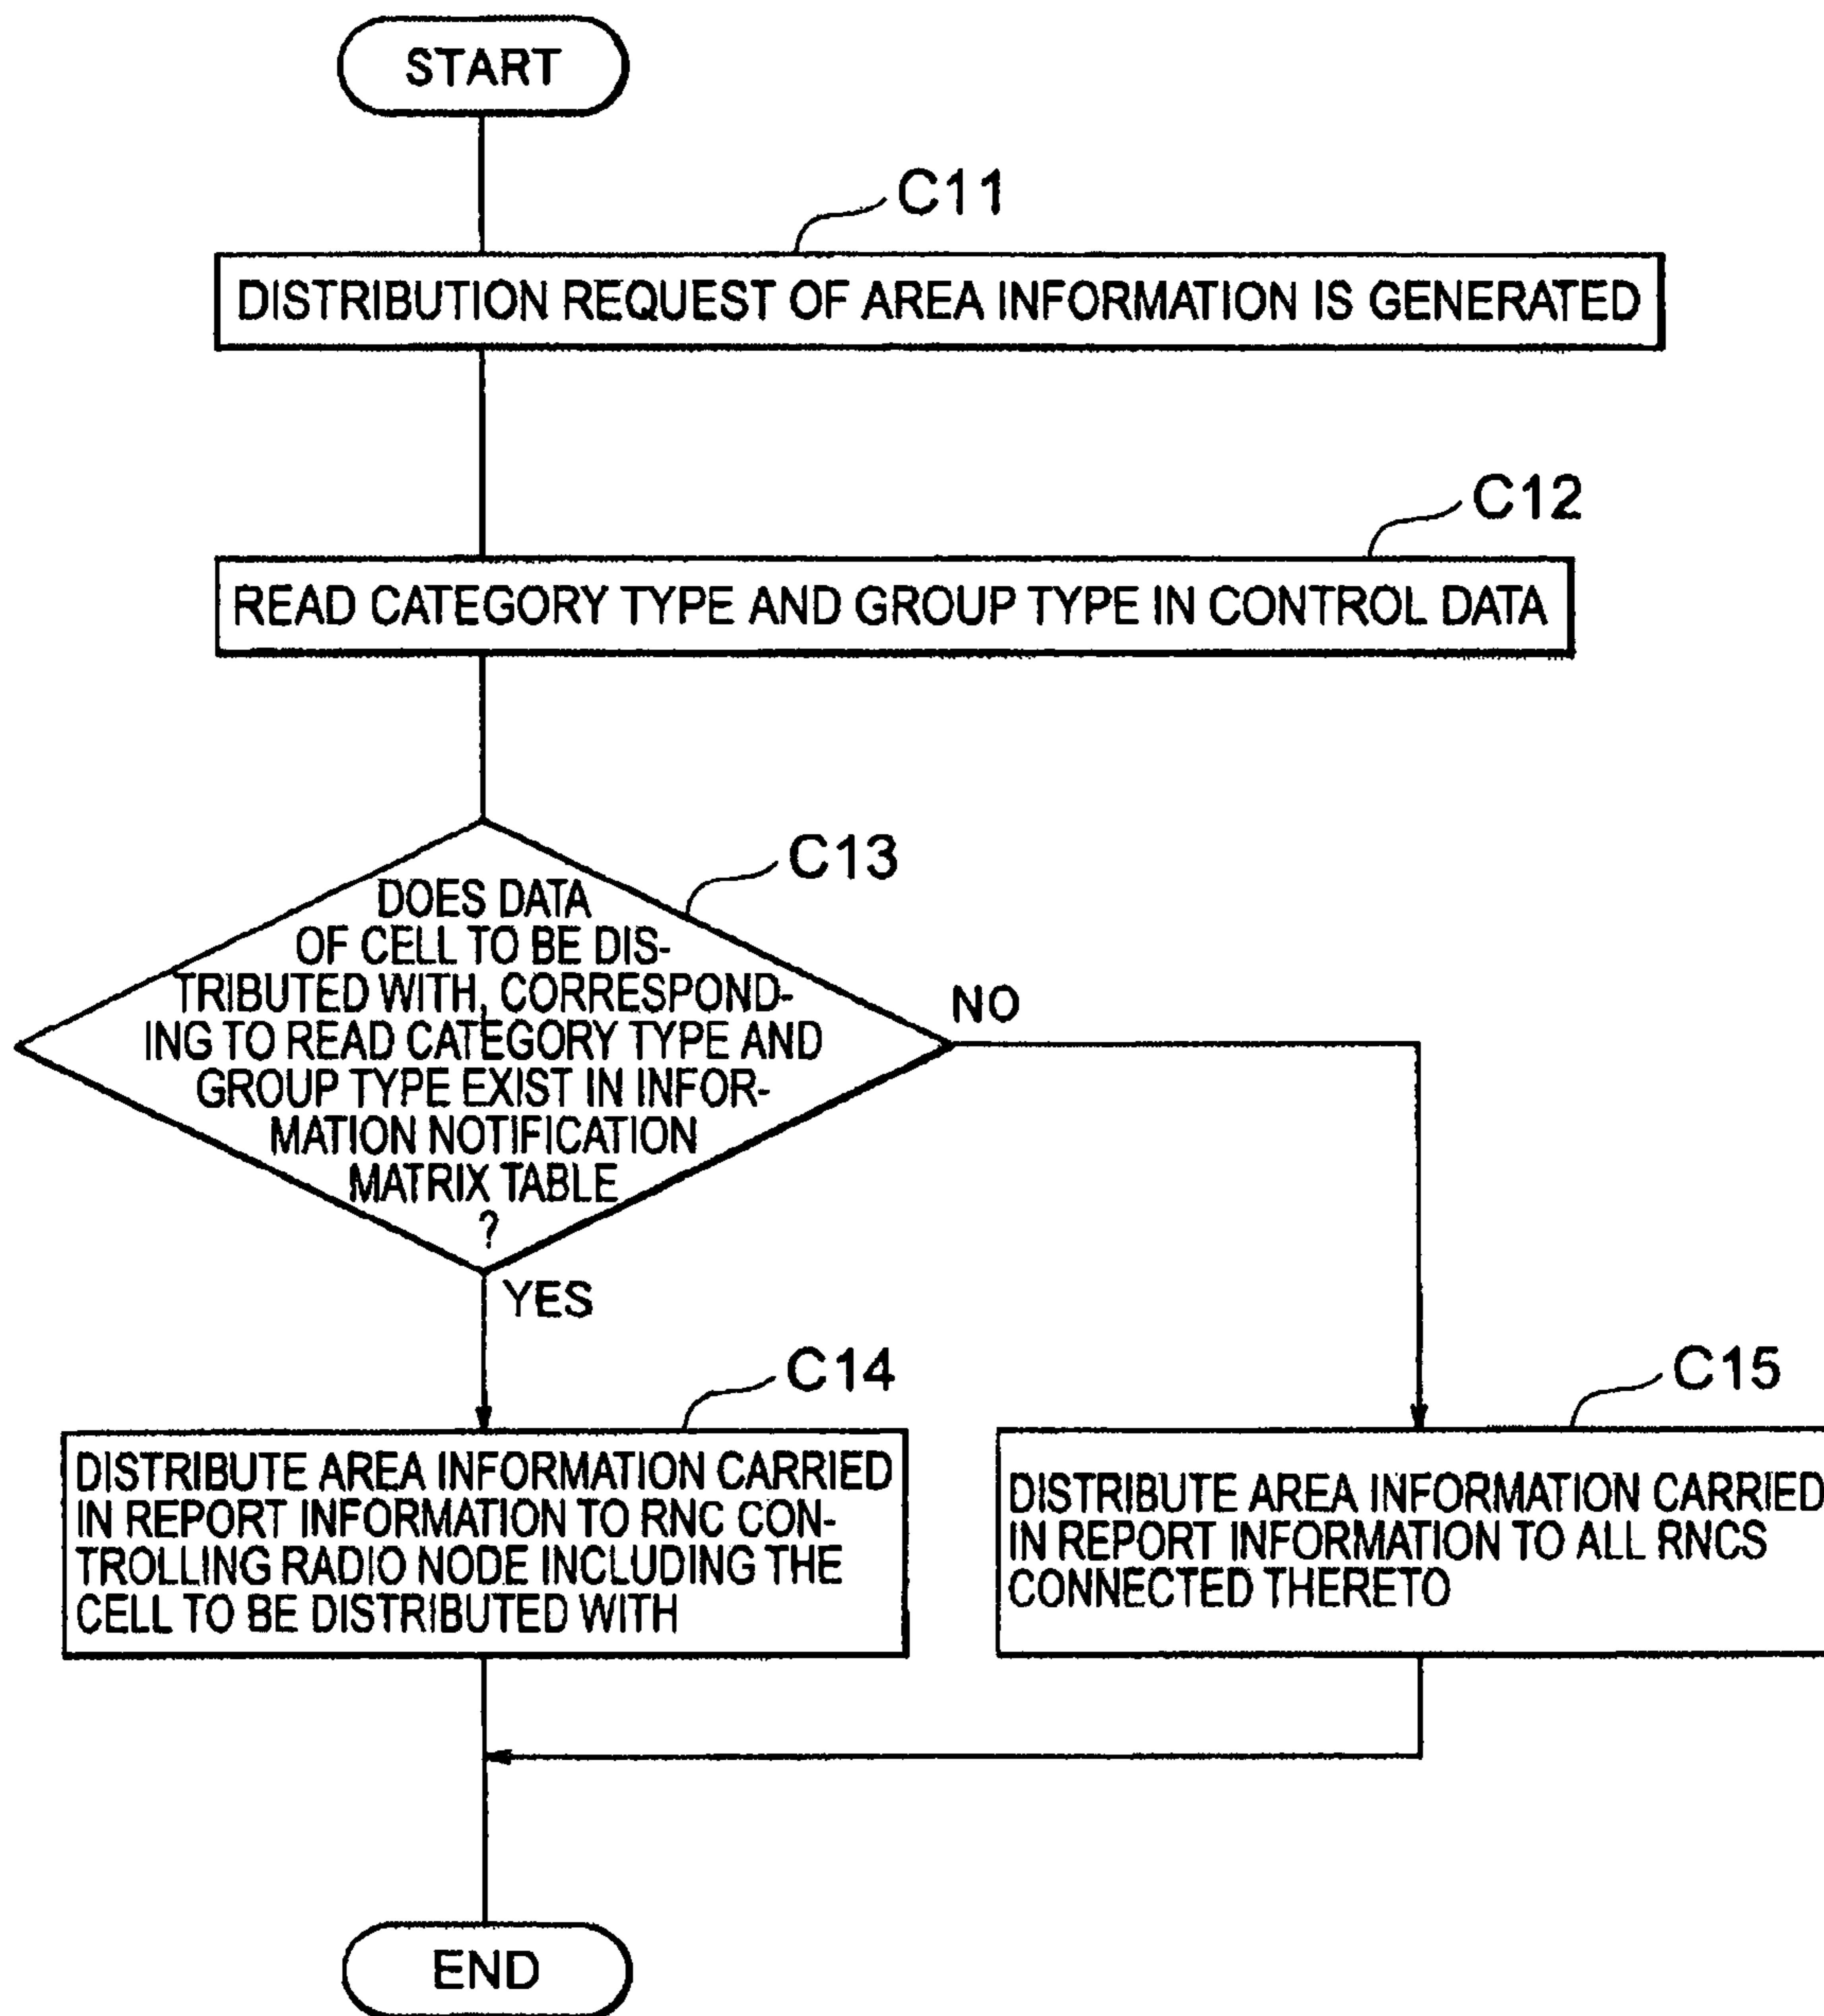 START
C11
DISTRIBUTION REQUEST OF AREA INFORMATION IS GENERATED
C12
READ CATEGORY TYPE AND GROUP TYPE IN CONTROL DATA
C13
DOES DATA
OF CELL TO BE DIS-
TRIBUTED WITH, CORRESPOND-
ING TO READ CATEGORY TYPE AND
GROUP TYPE EXIST IN INFOR-
MATION NOTIFICATION
MATRIX TABLE
?
NO
YES
C14
DISTRIBUTE AREA INFORMATION CARRIED
IN REPORT INFORMATION TO RNC CON-
TROLLING RADIO NODE INCLUDING THE
CELL TO BE DISTRIBUTED WITH
C15
DISTRIBUTE AREA INFORMATION CARRIED
IN REPORT INFORMATION TO ALL RNCS
CONNECTED THERETO
END